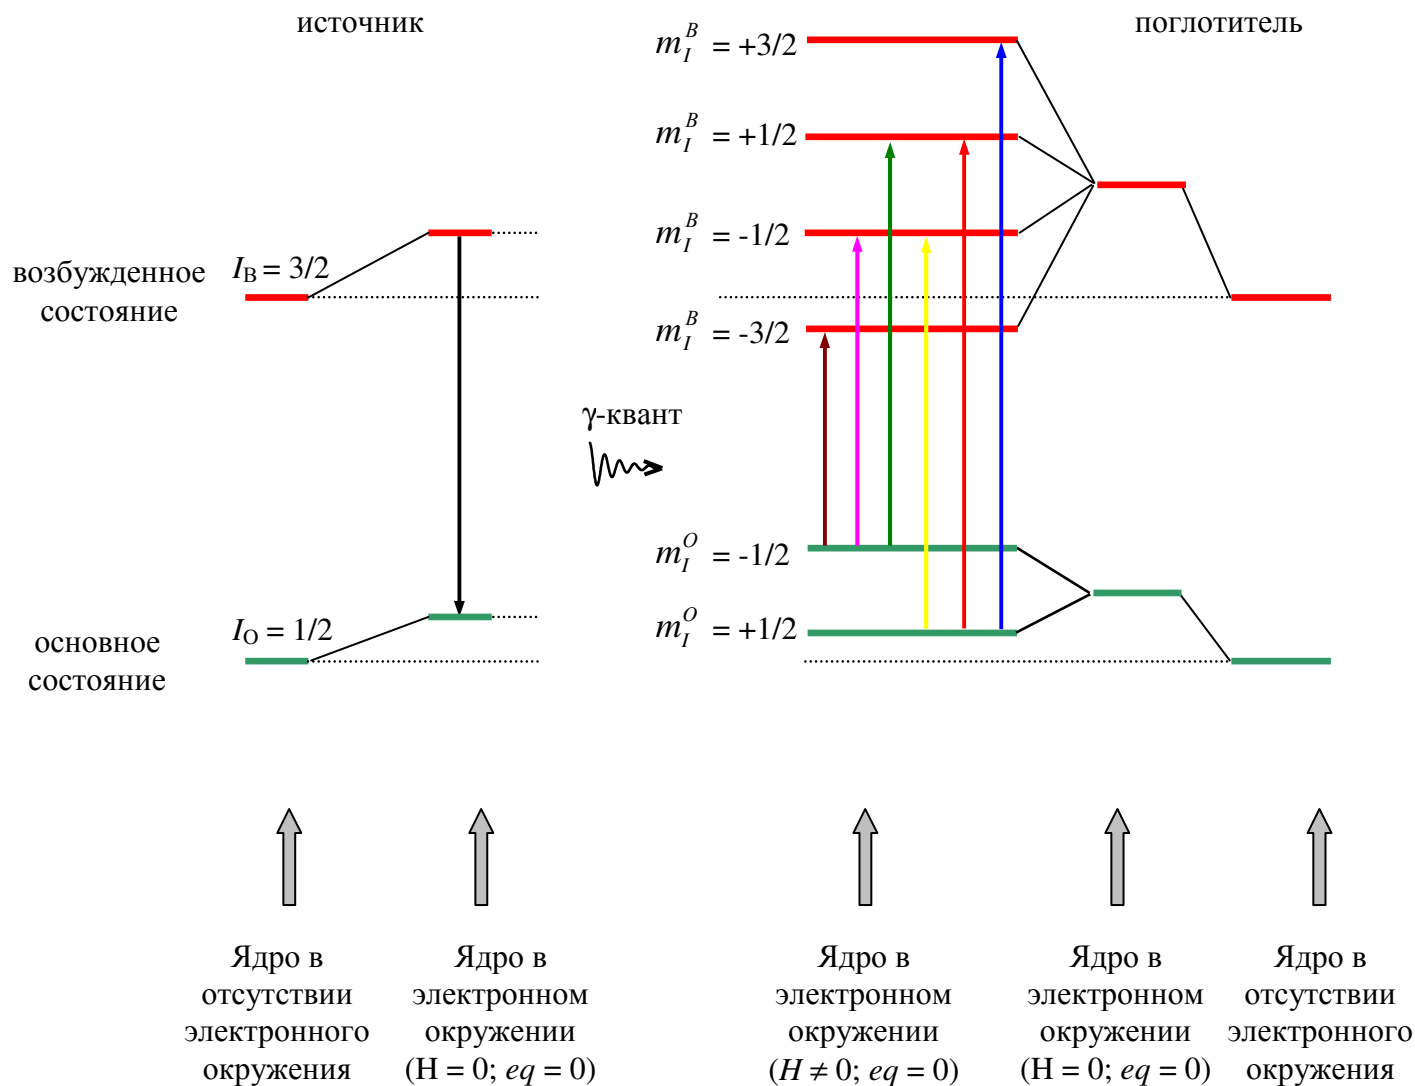 источник
поглотитель
m_I^B = +3/2
m_I^B = +1/2
m_I^B = -1/2
m_I^B = -3/2
возбужденное
состояние
I_B = 3/2
γ-квант
m_I^O = -1/2
m_I^O = +1/2
основное
состояние
I_O = 1/2
Ядро в
отсутствии
электронного
окружения
Ядро в
электронном
окружении
(H = 0; eq = 0)
Ядро в
электронном
окружении
(H ≠ 0; eq = 0)
Ядро в
электронном
окружении
(H = 0; eq = 0)
Ядро в
отсутствии
электронного
окружения